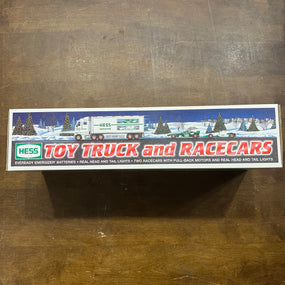 HESS
HESS TOY TRUCK and RACECARS
EVEREADY ENERGIZER BATTERIES • REAL HEAD AND TAIL LIGHTS • TWO RACECARS WITH PULL-BACK MOTORS AND REAL HEAD AND TAIL LIGHTS